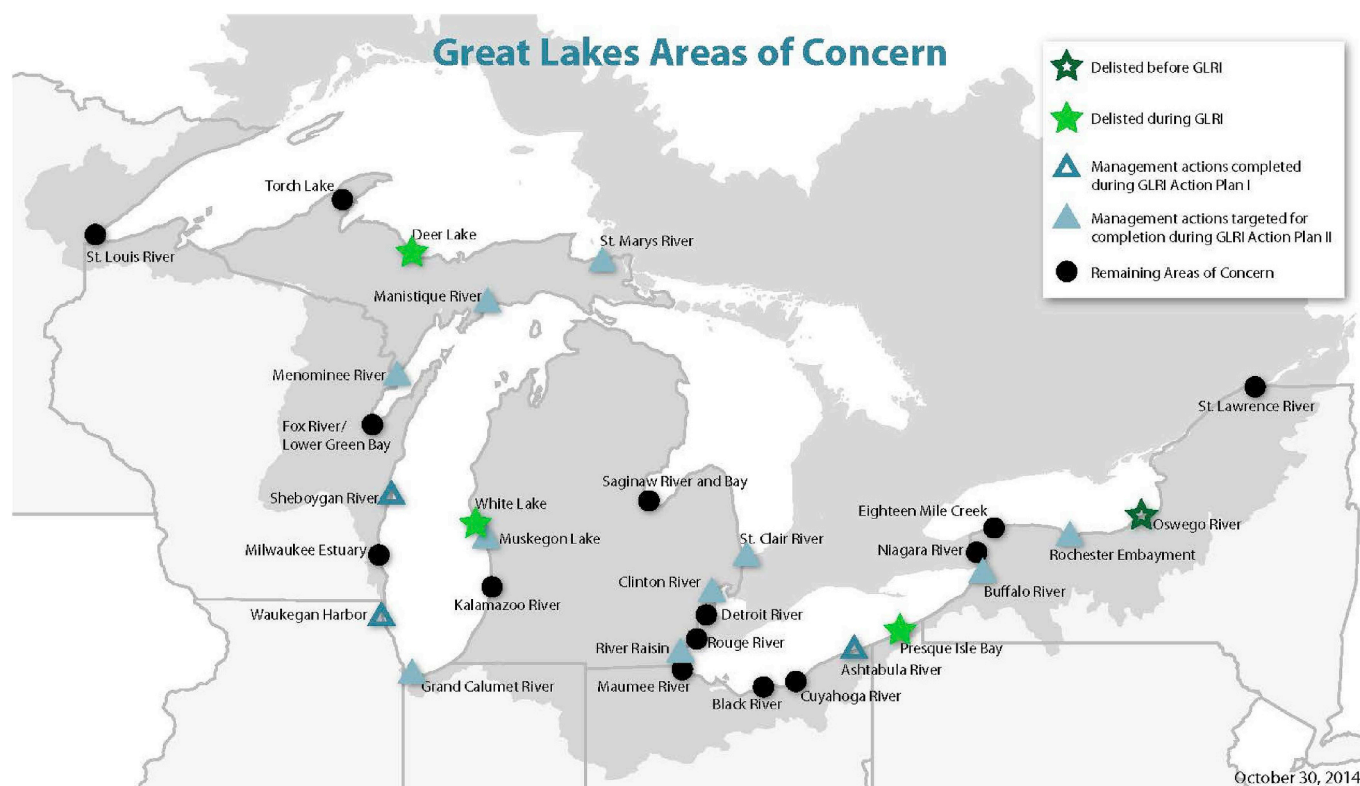 Great Lakes Areas of Concern
Delisted before GLRI
Delisted during GLRI
Management actions completed
during GLRI Action Plan I
Management actions targeted for
completion during GLRI Action Plan II
Remaining Areas of Concern
Torch Lake
Deer Lake
St. Marys River
St. Louis River
Manistique River
Menominee River
St. Lawrence River
Fox River/
Lower Green Bay
Saginaw River and Bay
Sheboygan River
White Lake
Eighteen Mile Creek
Oswego River
Muskegon Lake
St. Clair River
Milwaukee Estuary
Niagara River
Rochester Embayment
Clinton River
Buffalo River
Kalamazoo River
Waukegan Harbor
Detroit River
Rouge River
River Raisin
Presque Isle Bay
Ashtabula River
Grand Calumet River
Maumee River
Cuyahoga River
Black River
October 30, 2014